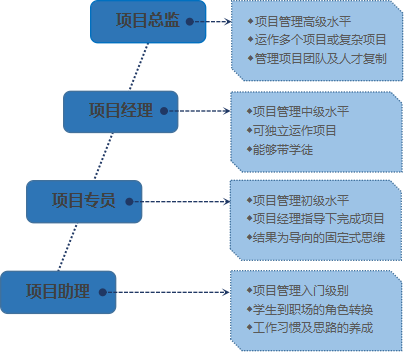 项目总监
◆项目管理高级水平
◆运作多个项目或复杂项目
◆管理项目团队及人才复制
项目经理
◆项目管理中级水平
◆可独立运作项目
◆能够带学徒
项目专员
◆项目管理初级水平
◆项目经理指导下完成项目
◆结果为导向的固定式思维
项目助理
◆项目管理入门级别
◆学生到职场的角色转换
◆工作习惯及思路的养成